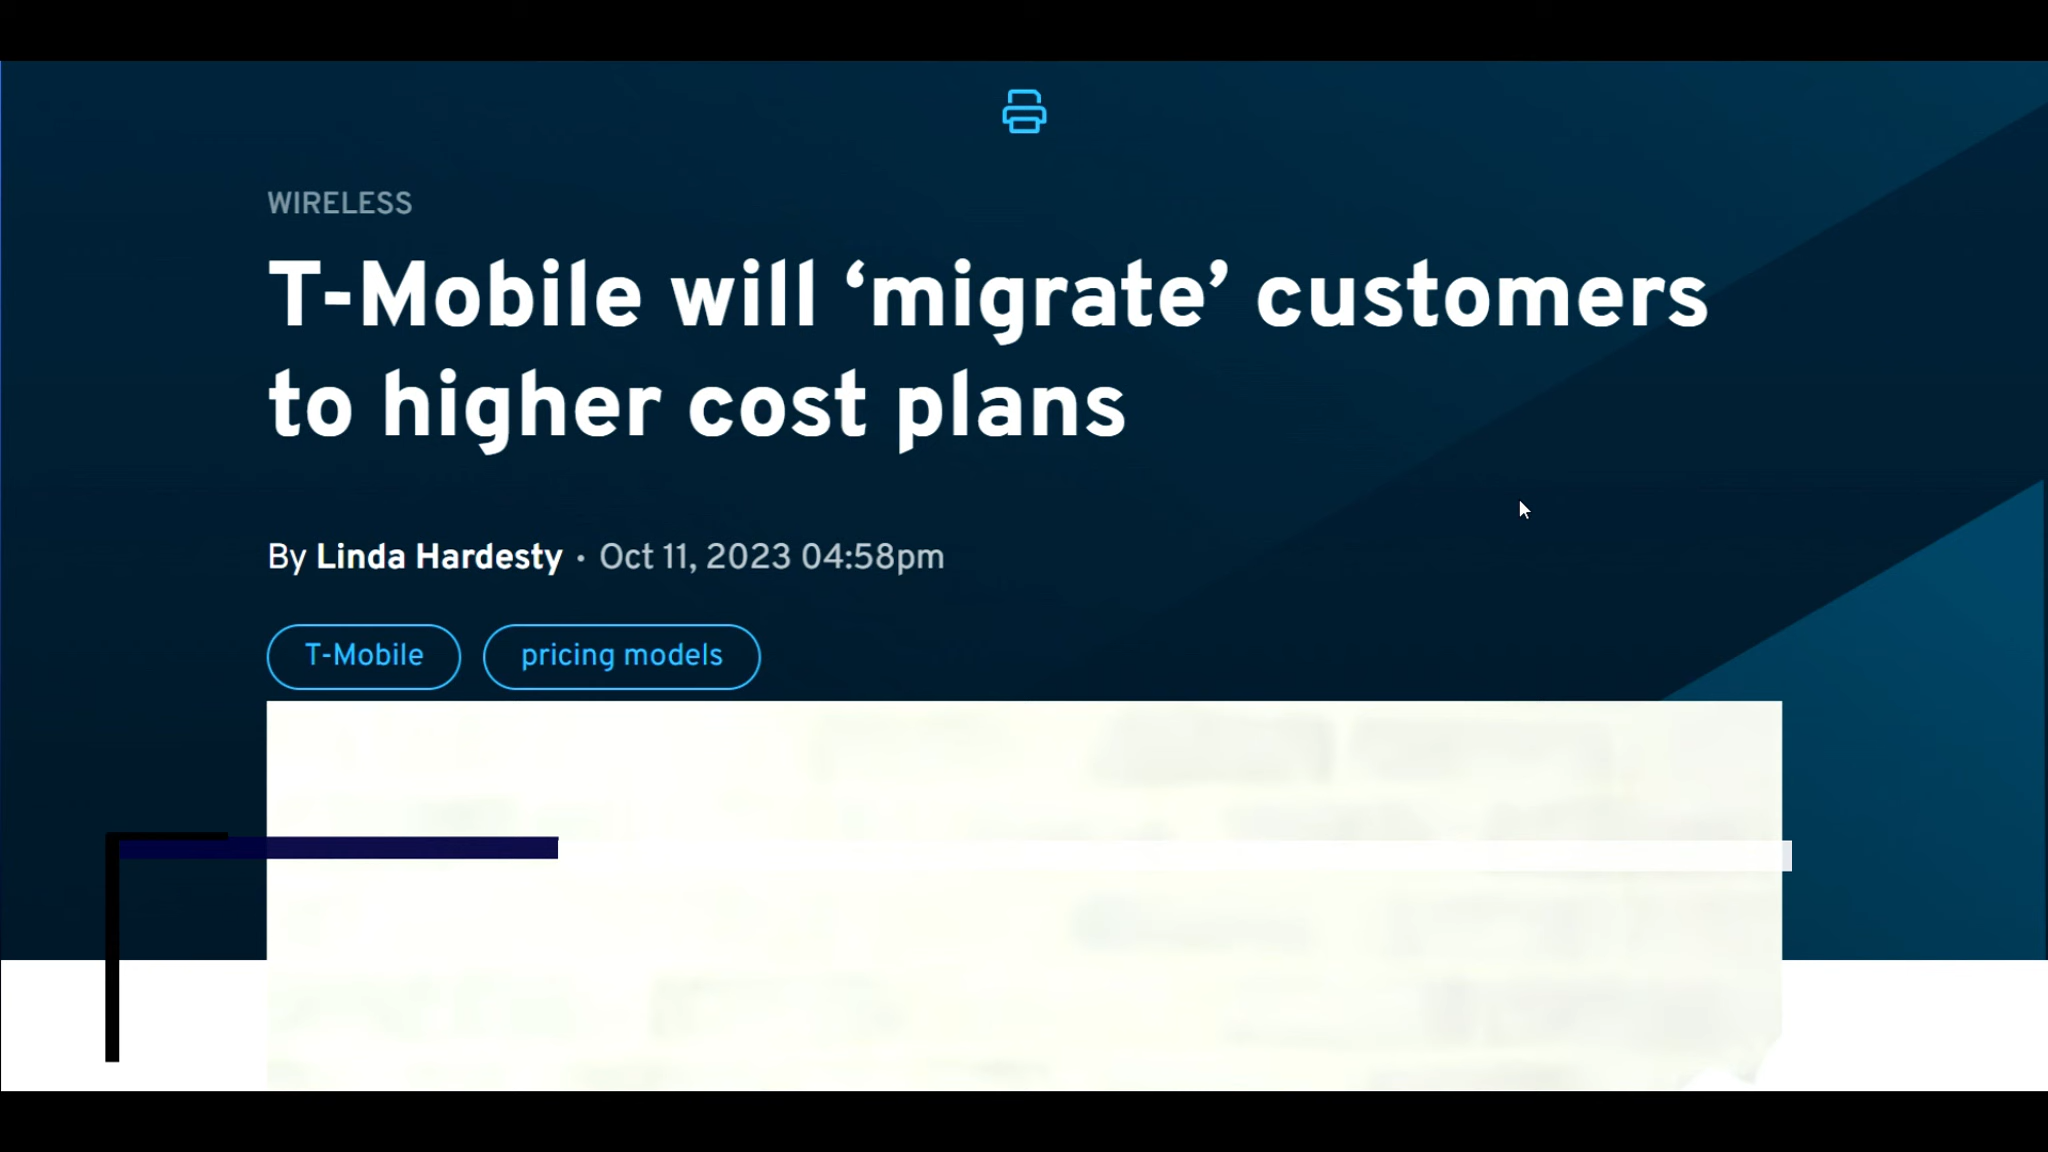 WIRELESS
T-Mobile will ‘migrate’ customers
to higher cost plans
By Linda Hardesty • Oct 11, 2023 04:58pm
T-Mobile
pricing models